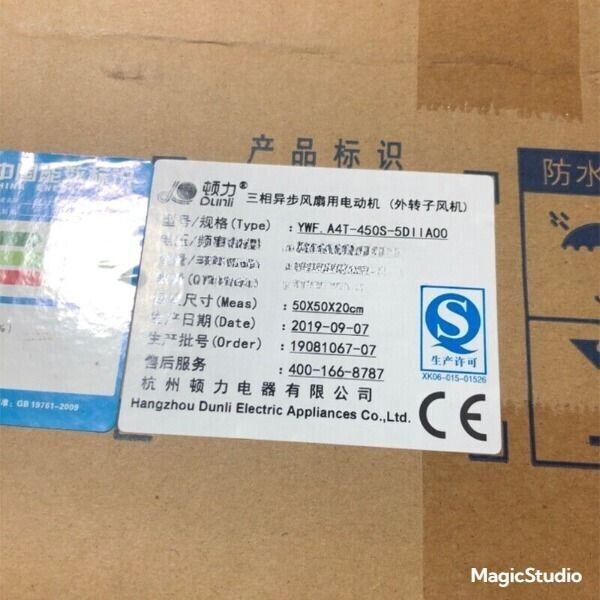 产品标识
防水
CHINA ENERGY
顿力®
Dunli
三相异步风扇用电动机 (外转子风机)
型号/规格(Type) : YWF.A4T-450S-5DIIA00
尺寸(Meas) : 50X50X20cm
生产日期(Date) : 2019-09-07
生产批号(Order) : 19081067-07
售后服务 : 400-166-8787
杭州顿力电器有限公司
Hangzhou Dunli Electric Appliances Co.,Ltd.
生产许可
XK06-015-01526
CE
GB 19761-2009
MagicStudio